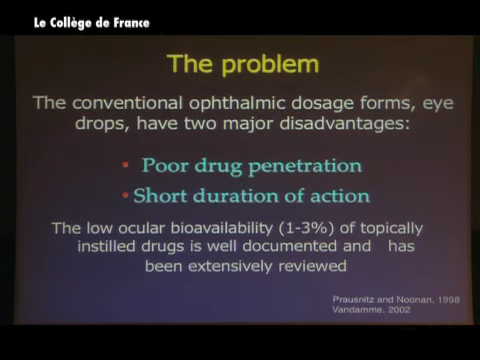 Le Collège de France
The problem
The conventional ophthalmic dosage forms, eye
drops, have two major disadvantages:
• Poor drug penetration
• Short duration of action
The low ocular bioavailability (1-3%) of topically
instilled drugs is well documented and has
been extensively reviewed
Prausnitz and Noonan, 1998
Vandamme, 2002